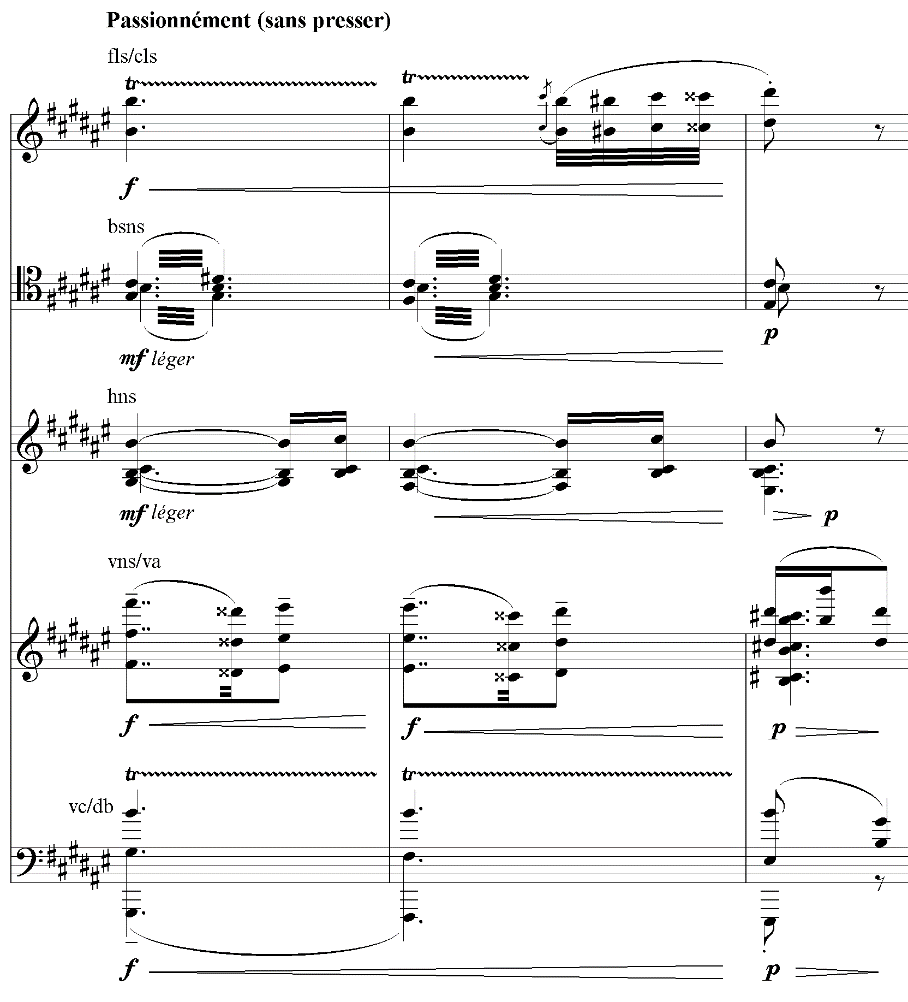 Passionnément (sans presser)
fls/cls
tr tr
f
bsns
mf léger
p
hns
mf léger
p
vns/va
f f p
tr tr
vc/db
f p